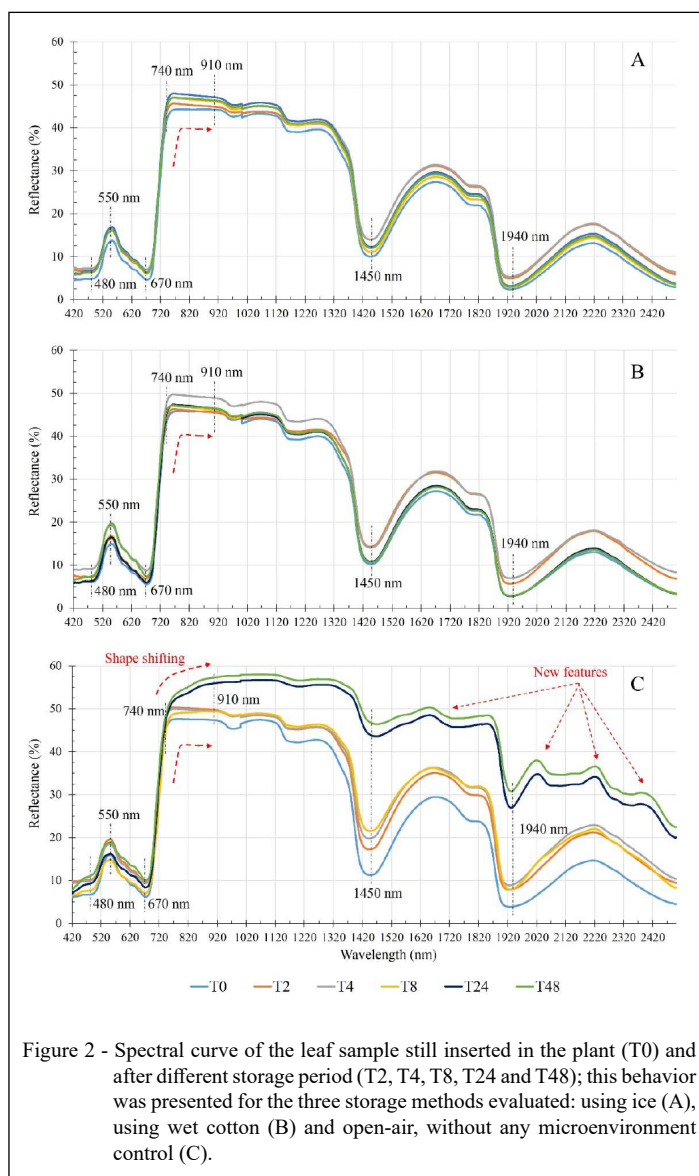 A
60
50
40
30
20
10
0
Reflectance (%)
740 nm
910 nm
550 nm
480 nm
670 nm
1450 nm
1940 nm
420 520 620 720 820 920 1020 1120 1220 1320 1420 1520 1620 1720 1820 1920 2020 2120 2220 2320 2420
B
60
50
40
30
20
10
0
Reflectance (%)
740 nm
910 nm
550 nm
480 nm
670 nm
1450 nm
1940 nm
420 520 620 720 820 920 1020 1120 1220 1320 1420 1520 1620 1720 1820 1920 2020 2120 2220 2320 2420
C
60
50
40
30
20
10
0
Reflectance (%)
Shape shifting
New features
740 nm
910 nm
550 nm
480 nm
670 nm
1450 nm
1940 nm
420 520 620 720 820 920 1020 1120 1220 1320 1420 1520 1620 1720 1820 1920 2020 2120 2220 2320 2420
Wavelength (nm)
T0 T2 T4 T8 T24 T48
Figure 2 - Spectral curve of the leaf sample still inserted in the plant (T0) and
after different storage period (T2, T4, T8, T24 and T48); this behavior
was presented for the three storage methods evaluated: using ice (A),
using wet cotton (B) and open-air, without any microenvironment
control (C).